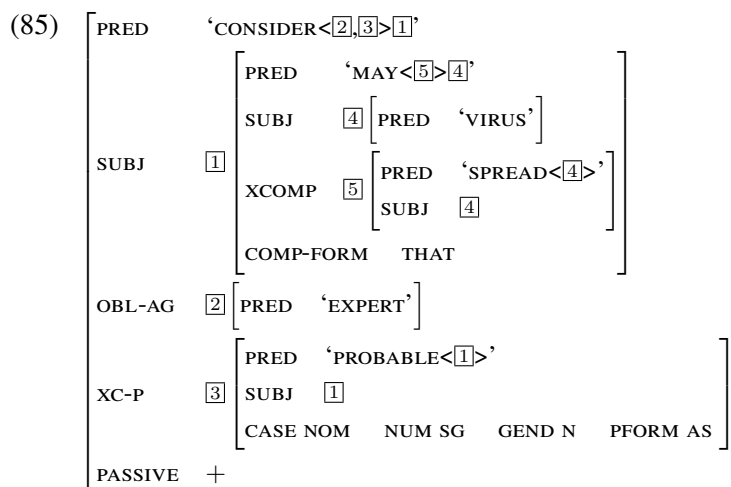 (85) PRED ‘CONSIDER<2,3>1’
PRED ‘MAY<5>4’
SUBJ 4 PRED ‘VIRUS’
SUBJ 1
XCOMP 5 PRED ‘SPREAD<4>’
SUBJ 4
COMP-FORM THAT
OBL-AG 2 PRED ‘EXPERT’
PRED ‘PROBABLE<1>’
XC-P 3 SUBJ 1
CASE NOM NUM SG GEND N PFORM AS
PASSIVE +